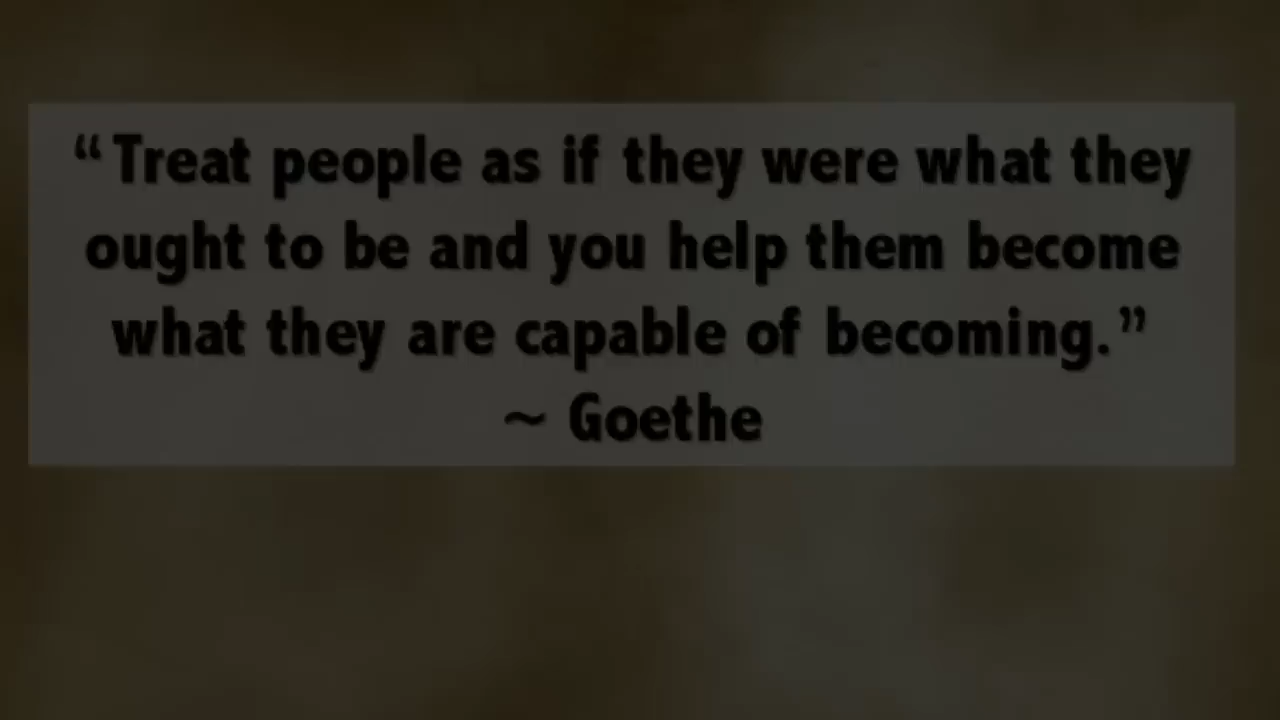 “Treat people as if they were what they
ought to be and you help them become
what they are capable of becoming.”
~ Goethe